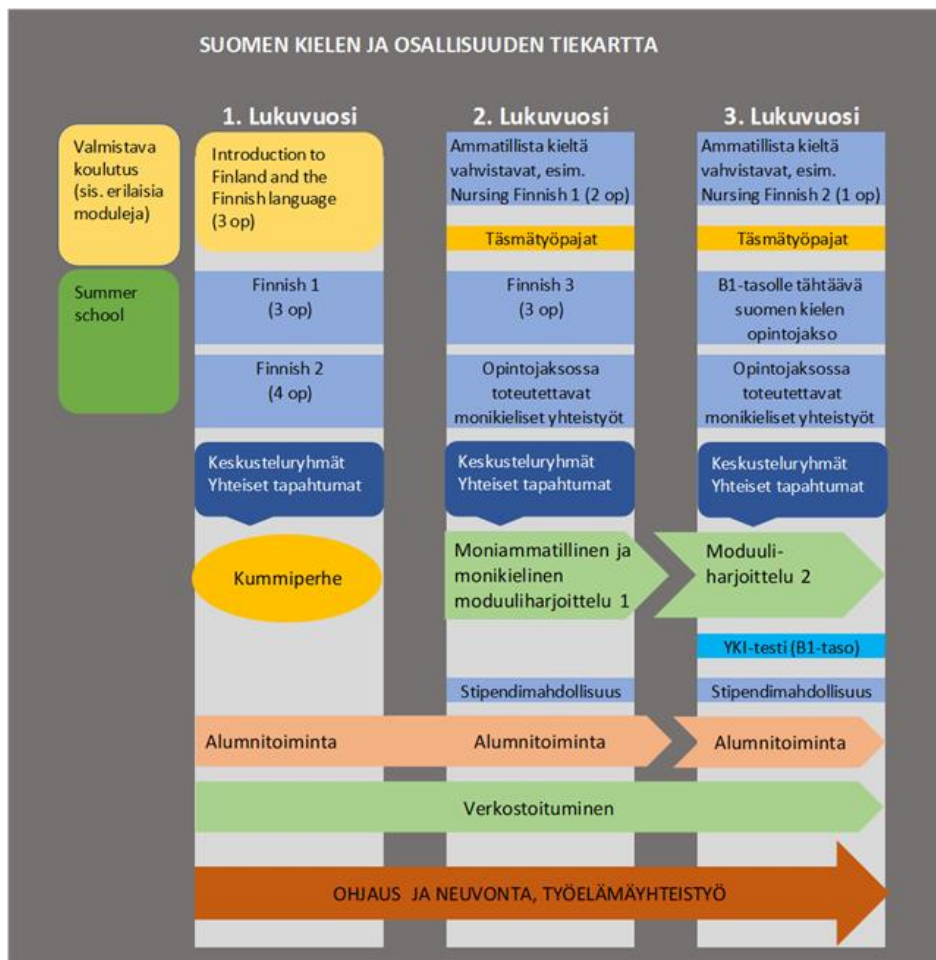 SUOMEN KIELEN JA OSALLISUUDEN TIEKARTTA
1. Lukuvuosi
2. Lukuvuosi
3. Lukuvuosi
Valmistava
koulutus
(sis. erilaisia
moduleja)
Introduction to
Finland and the
Finnish language
(3 op)
Ammatillista kieltä
vahvistavat, esim.
Nursing Finnish 1 (2 op)
Ammatillista kieltä
vahvistavat, esim.
Nursing Finnish 2 (1 op)
Täsmätyöpajat
Täsmätyöpajat
Summer
school
Finnish 1
(3 op)
Finnish 3
(3 op)
B1-tasolle tähtäävä
suomen kielen
opintojakso
Finnish 2
(4 op)
Opintojaksossa
toteutettavat
monikieliset yhteistyöt
Opintojaksossa
toteutettavat
monikieliset yhteistyöt
Keskusteluryhmät
Yhteiset tapahtumat
Keskusteluryhmät
Yhteiset tapahtumat
Keskusteluryhmät
Yhteiset tapahtumat
Kummiperhe
Moniammatillinen ja
monikielinen
moduuliharjoittelu 1
Moduuli-
harjoittelu 2
YKI-testi (B1-taso)
Stipendimahdollisuus
Stipendimahdollisuus
Alumnitoiminta
Alumnitoiminta
Alumnitoiminta
Verkostoituminen
OHJAUS JA NEUVONTA, TYÖELÄMÄYHTEISTYÖ